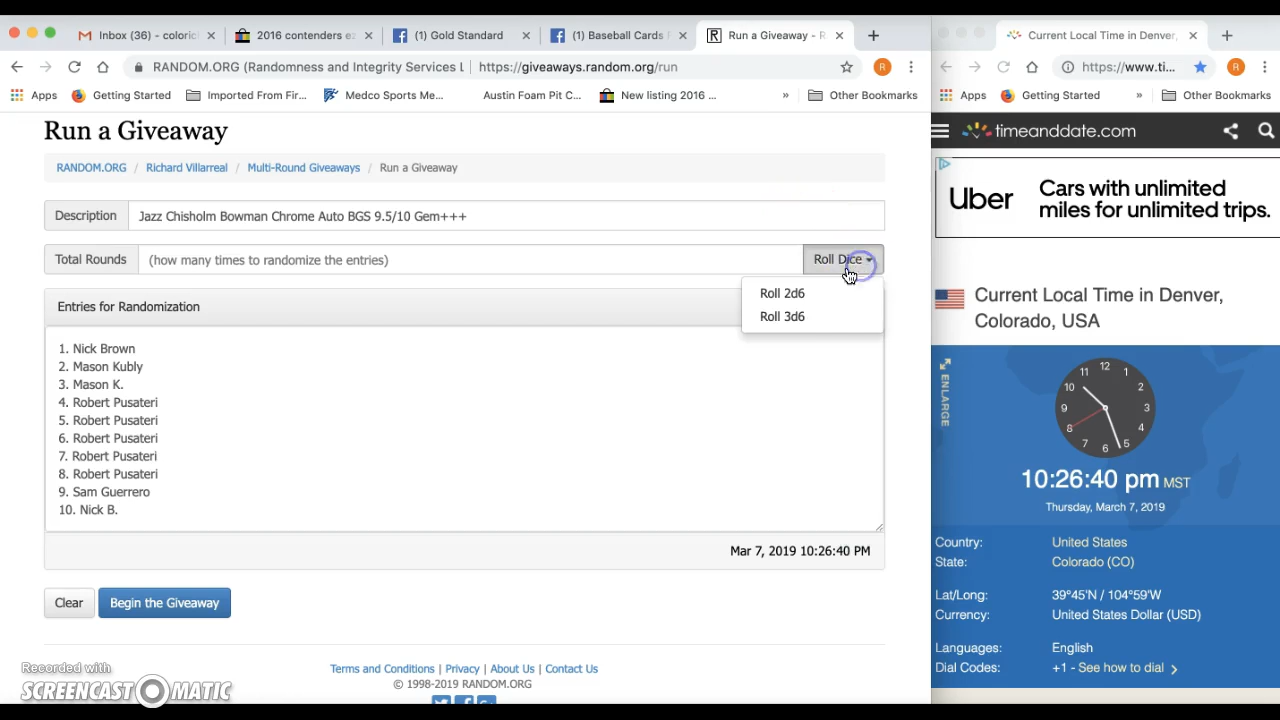 Inbox (36) - coloric
2016 contenders ez
(1) Gold Standard
(1) Baseball Cards
Run a Giveaway - R
Current Local Time in Denver,
RANDOM.ORG (Randomness and Integrity Services L
https://giveaways.random.org/run
R
https://www.ti...
R
Apps
Getting Started
Imported From Fir...
Medco Sports Me...
Austin Foam Pit C...
New listing 2016 ...
»
Other Bookmarks
Apps
Getting Started
»
Other Bookmarks
Run a Giveaway
RANDOM.ORG / Richard Villarreal / Multi-Round Giveaways / Run a Giveaway
Description
Jazz Chisholm Bowman Chrome Auto BGS 9.5/10 Gem+++
Total Rounds
(how many times to randomize the entries)
Roll Dice
Roll 2d6
Roll 3d6
Entries for Randomization
1. Nick Brown
2. Mason Kubly
3. Mason K.
4. Robert Pusateri
5. Robert Pusateri
6. Robert Pusateri
7. Robert Pusateri
8. Robert Pusateri
9. Sam Guerrero
10. Nick B.
Mar 7, 2019 10:26:40 PM
Clear
Begin the Giveaway
Terms and Conditions | Privacy | About Us | Contact Us
© 1998-2019 RANDOM.ORG
Recorded with
SCREENCAST-O-MATIC
timeanddate.com
Uber
Cars with unlimited
miles for unlimited trips.
Current Local Time in Denver,
Colorado, USA
ENLARGE
12
1
2
3
4
5
6
7
8
9
10
11
10:26:40 pm MST
Thursday, March 7, 2019
Country: United States
State: Colorado (CO)
Lat/Long: 39°45'N / 104°59'W
Currency: United States Dollar (USD)
Languages: English
Dial Codes: +1 - See how to dial